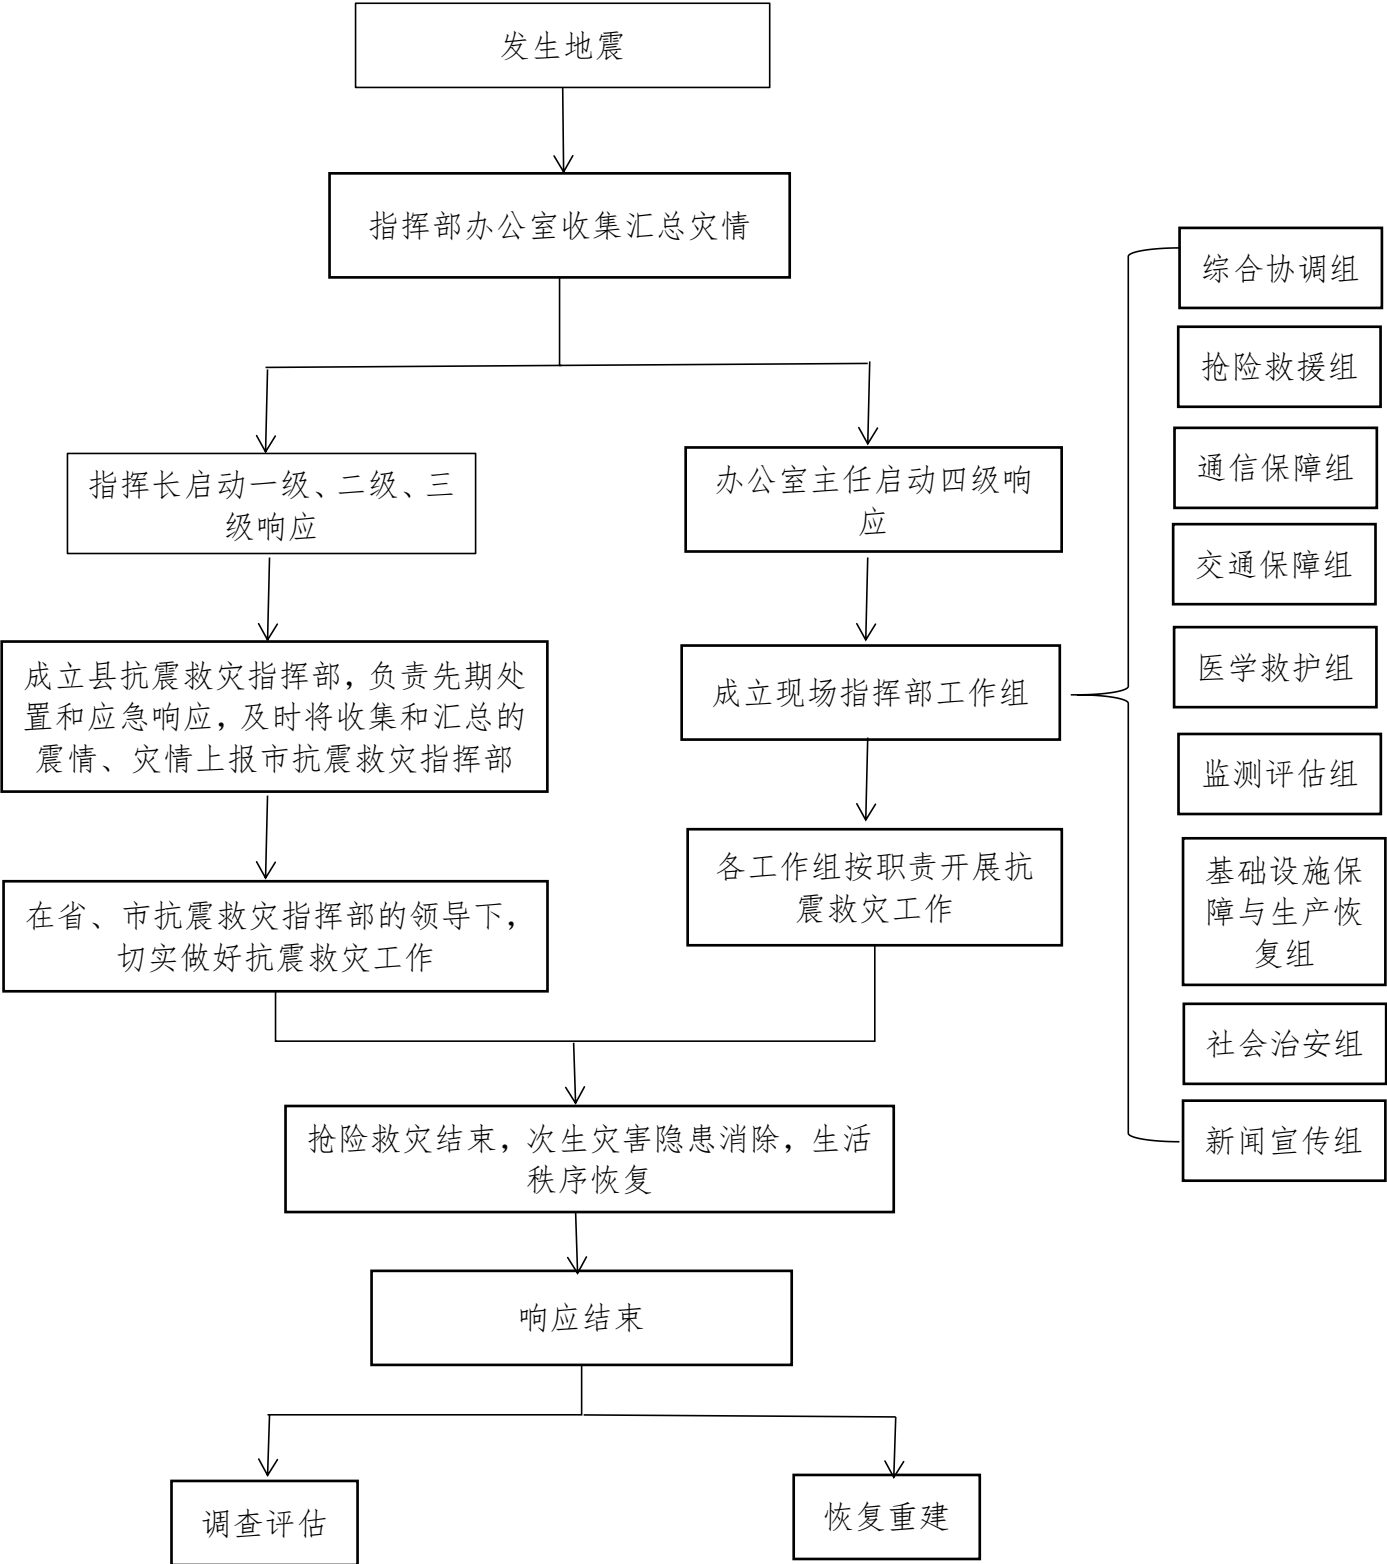 发生地震
指挥部办公室收集汇总灾情
指挥长启动一级、二级、三
级响应
办公室主任启动四级响
应
成立县抗震救灾指挥部，负责先期处
置和应急响应，及时将收集和汇总的
震情、灾情上报市抗震救灾指挥部
成立现场指挥部工作组
在省、市抗震救灾指挥部的领导下，
切实做好抗震救灾工作
各工作组按职责开展抗
震救灾工作
综合协调组
抢险救援组
通信保障组
交通保障组
医学救护组
监测评估组
基础设施保
障与生产恢
复组
社会治安组
新闻宣传组
抢险救灾结束，次生灾害隐患消除，生活
秩序恢复
响应结束
调查评估
恢复重建